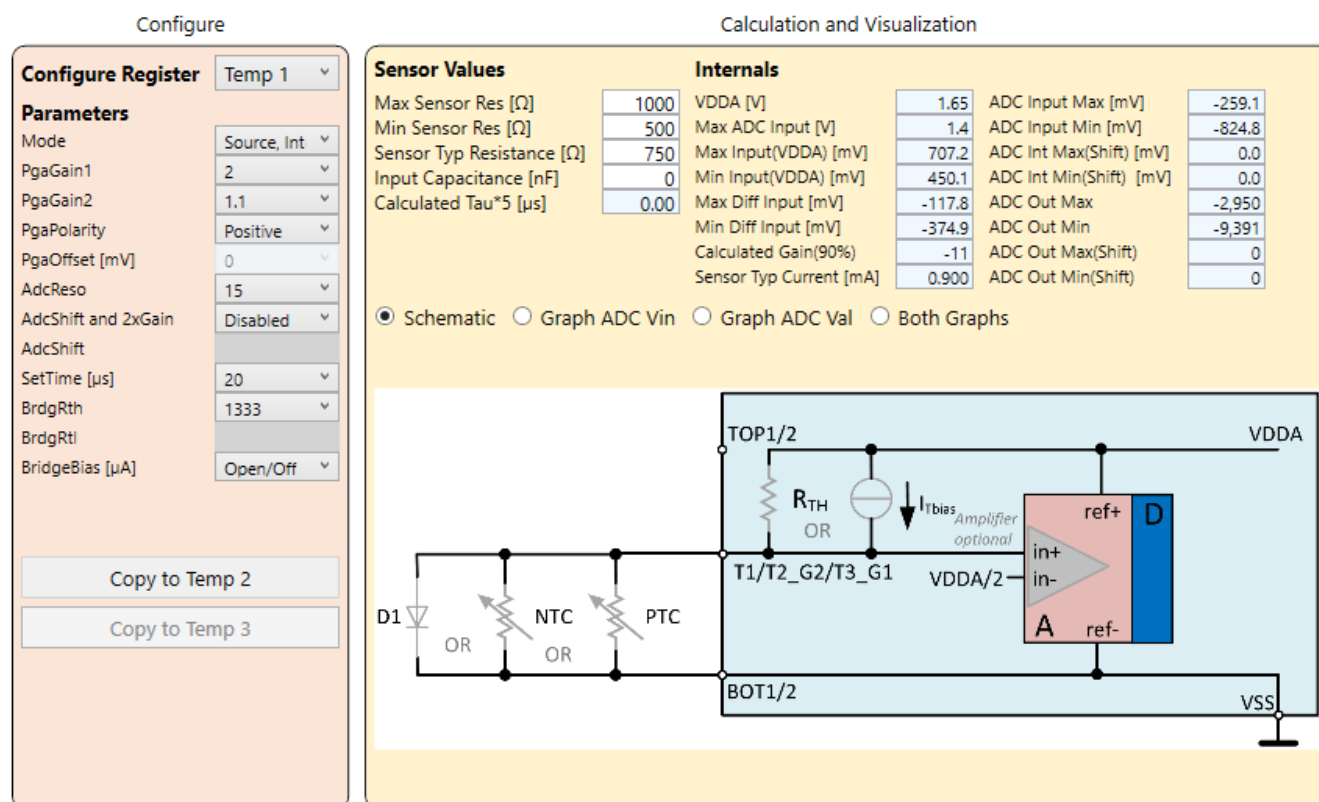 Configure
Configure Register Temp 1
Parameters
Mode Source, Int
PgaGain1 2
PgaGain2 1.1
PgaPolarity Positive
PgaOffset [mV] 0
AdcReso 15
AdcShift and 2xGain Disabled
AdcShift
SetTime [µs] 20
BrdgRth 1333
BrdgRtl
BridgeBias [µA] Open/Off
Copy to Temp 2
Copy to Temp 3
Calculation and Visualization
Sensor Values
Max Sensor Res [Ω] 1000
Min Sensor Res [Ω] 500
Sensor Typ Resistance [Ω] 750
Input Capacitance [nF] 0
Calculated Tau*5 [µs] 0.00
Internals
VDDA [V] 1.65
Max ADC Input [V] 1.4
Max Input(VDDA) [mV] 707.2
Min Input(VDDA) [mV] 450.1
Max Diff Input [mV] -117.8
Min Diff Input [mV] -374.9
Calculated Gain(90%) -11
Sensor Typ Current [mA] 0.900
ADC Input Max [mV] -259.1
ADC Input Min [mV] -824.8
ADC Int Max(Shift) [mV] 0.0
ADC Int Min(Shift) [mV] 0.0
ADC Out Max -2,950
ADC Out Min -9,391
ADC Out Max(Shift) 0
ADC Out Min(Shift) 0
Schematic Graph ADC Vin Graph ADC Val Both Graphs
TOP1/2 VDDA
RTH
OR
ITbias
Amplifier
optional
ref+ D
in+
T1/T2_G2/T3_G1
VDDA/2 in-
A ref-
D1 OR NTC OR PTC
BOT1/2
VSS